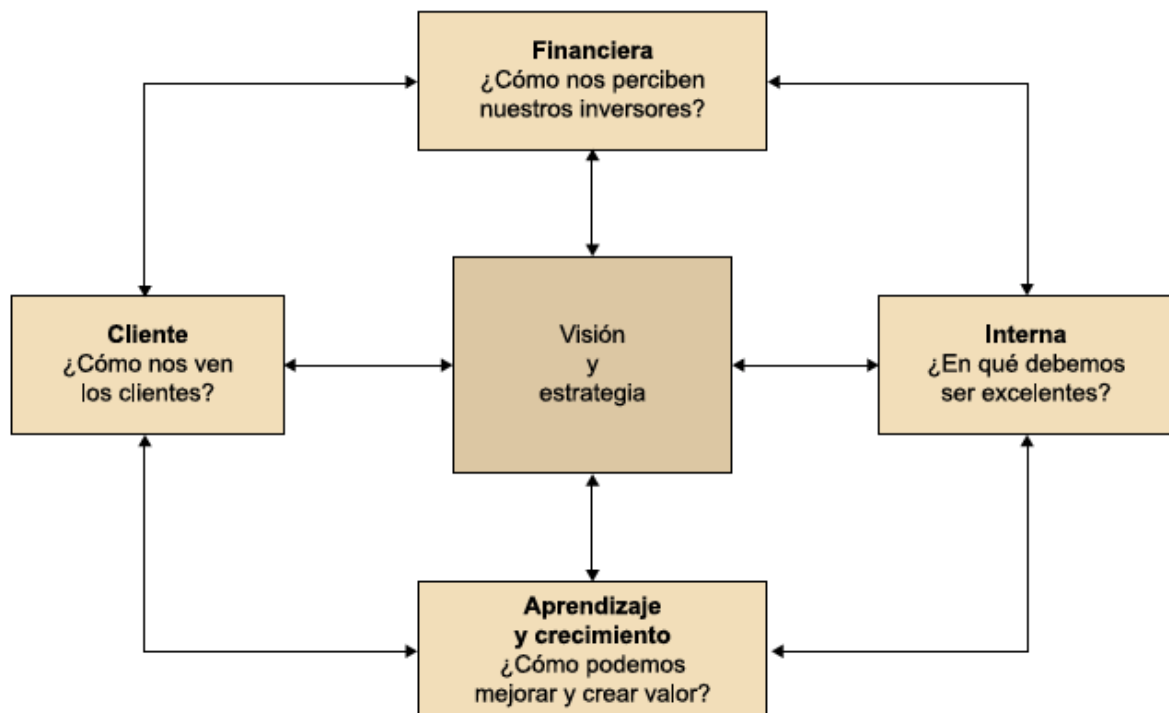 Financiera
¿Cómo nos perciben
nuestros inversores?
Cliente
¿Cómo nos ven
los clientes?
Visión
y
estrategia
Interna
¿En qué debemos
ser excelentes?
Aprendizaje
y crecimiento
¿Cómo podemos
mejorar y crear valor?